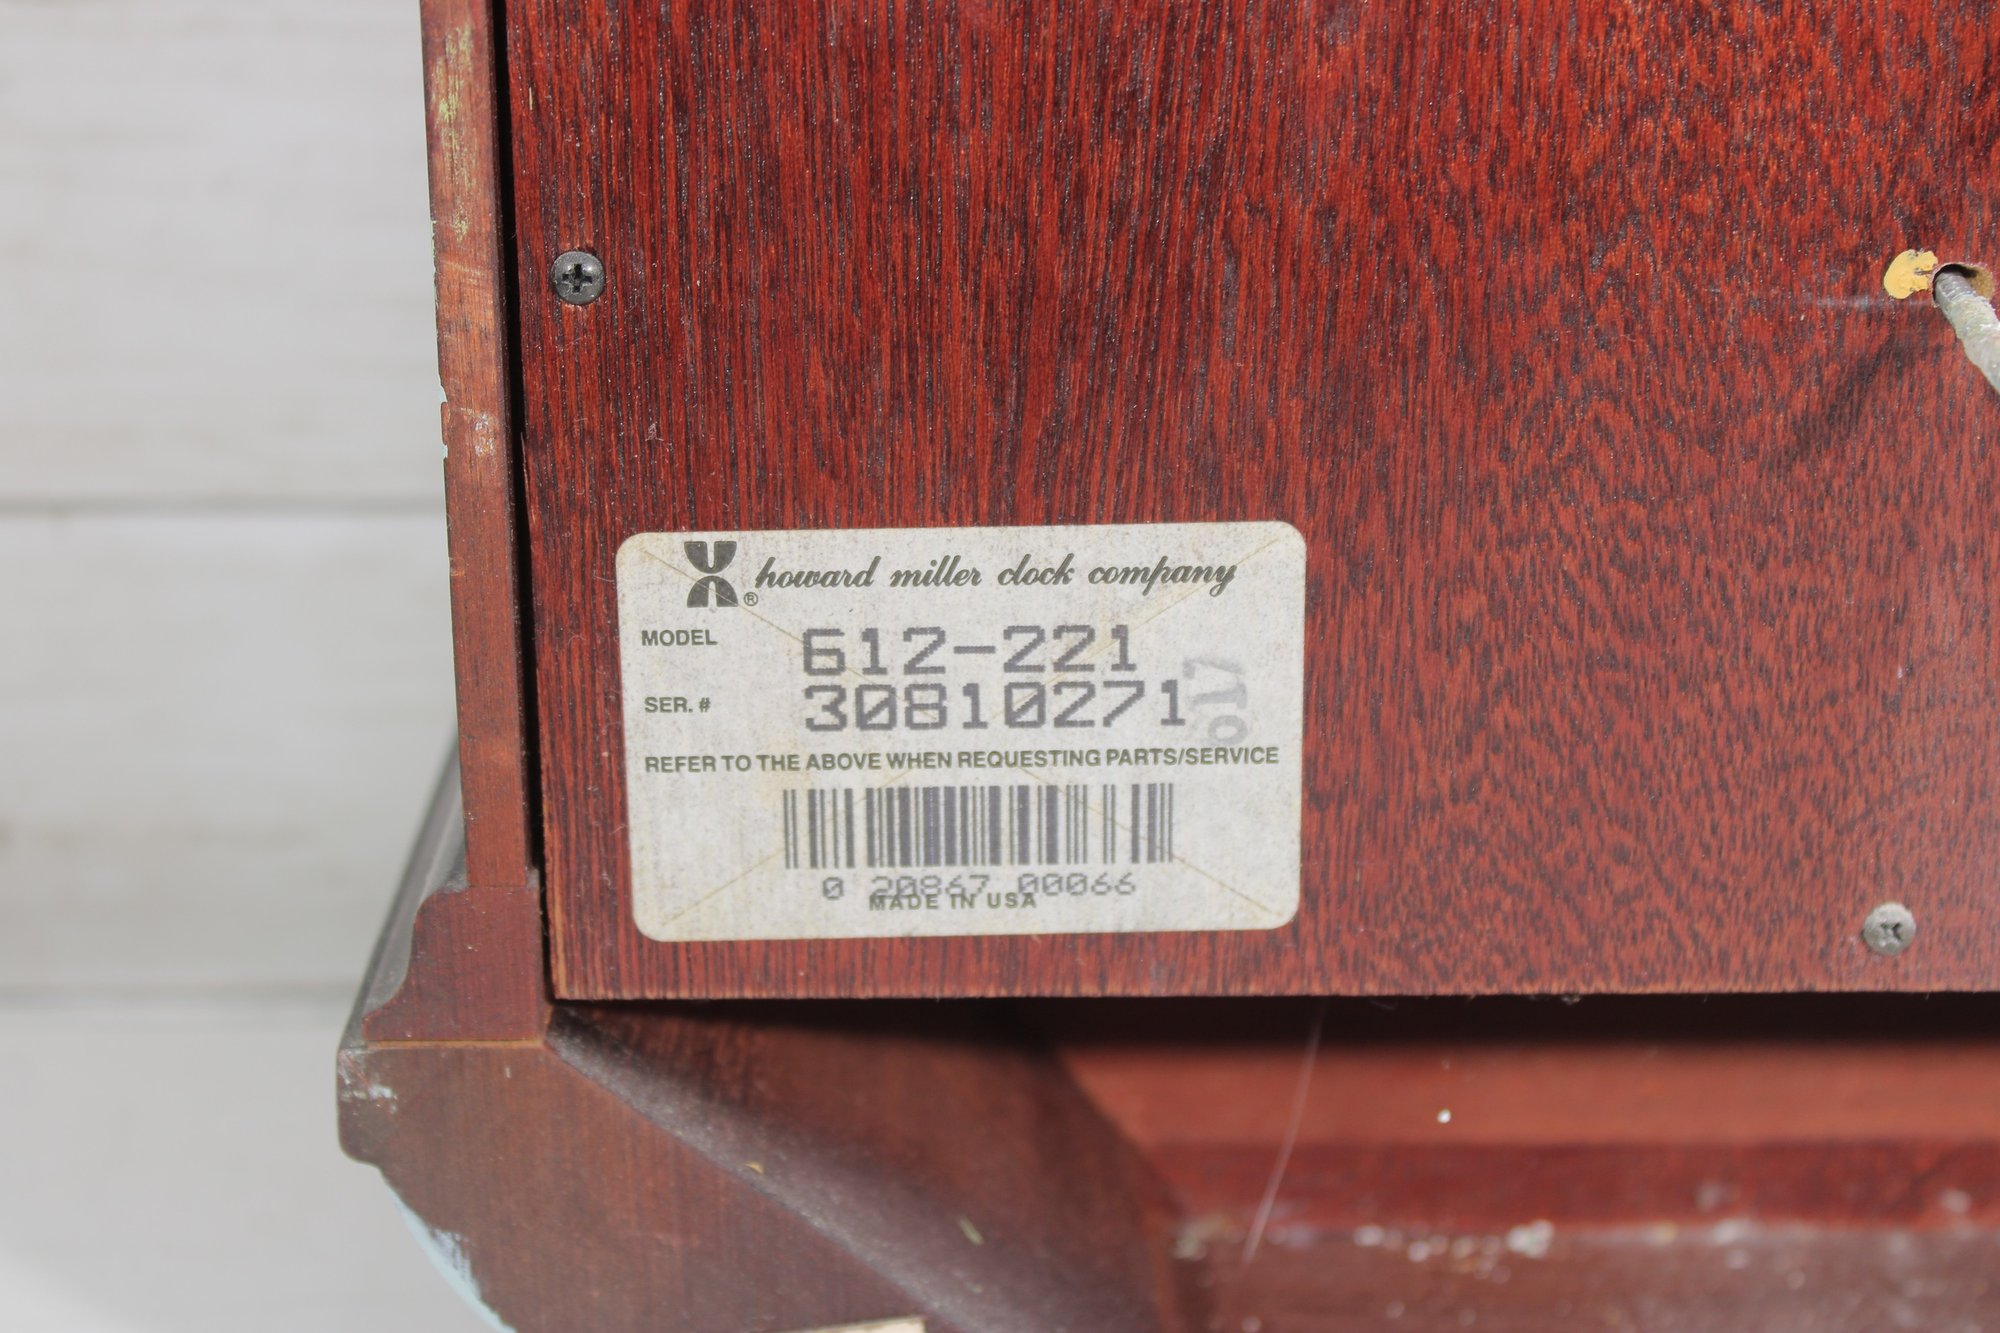 ® howard miller clock company
MODEL 612-221
SER. # 30810271
017
REFER TO THE ABOVE WHEN REQUESTING PARTS/SERVICE
0 20867 00066
MADE IN USA